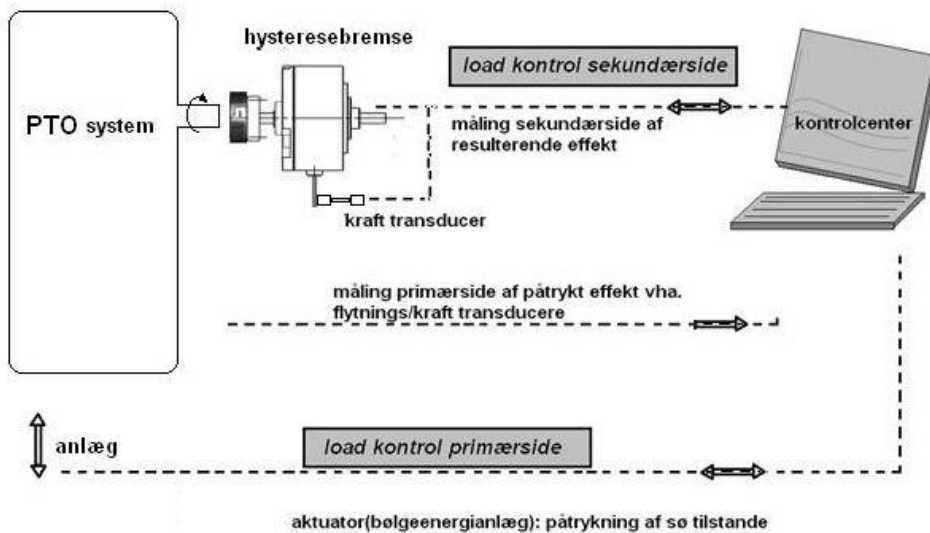 hysteresebremse
load kontrol sekundærside
PTO system
måling sekundærside af
resulterende effekt
kontrolcenter
kraft transducer
måling primærside af påtrykt effekt vha.
flytnings/kraft transducere
anlæg
load kontrol primærside
aktuator(bølgeenergianlæg): påtrykning af sø tilstande